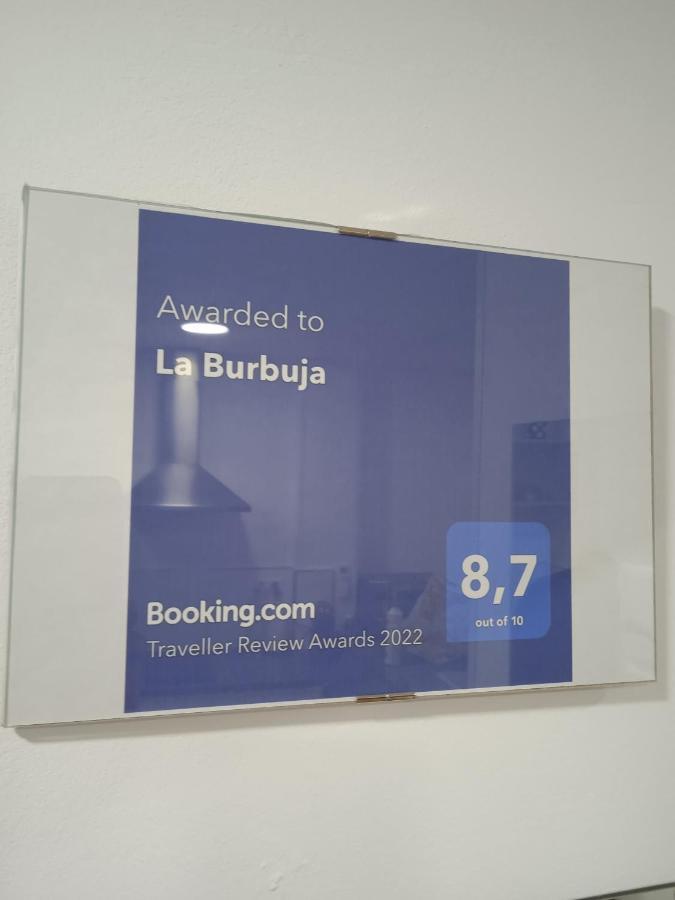 Awarded to
La Burbuja
8,7
out of 10
Booking.com
Traveller Review Awards 2022